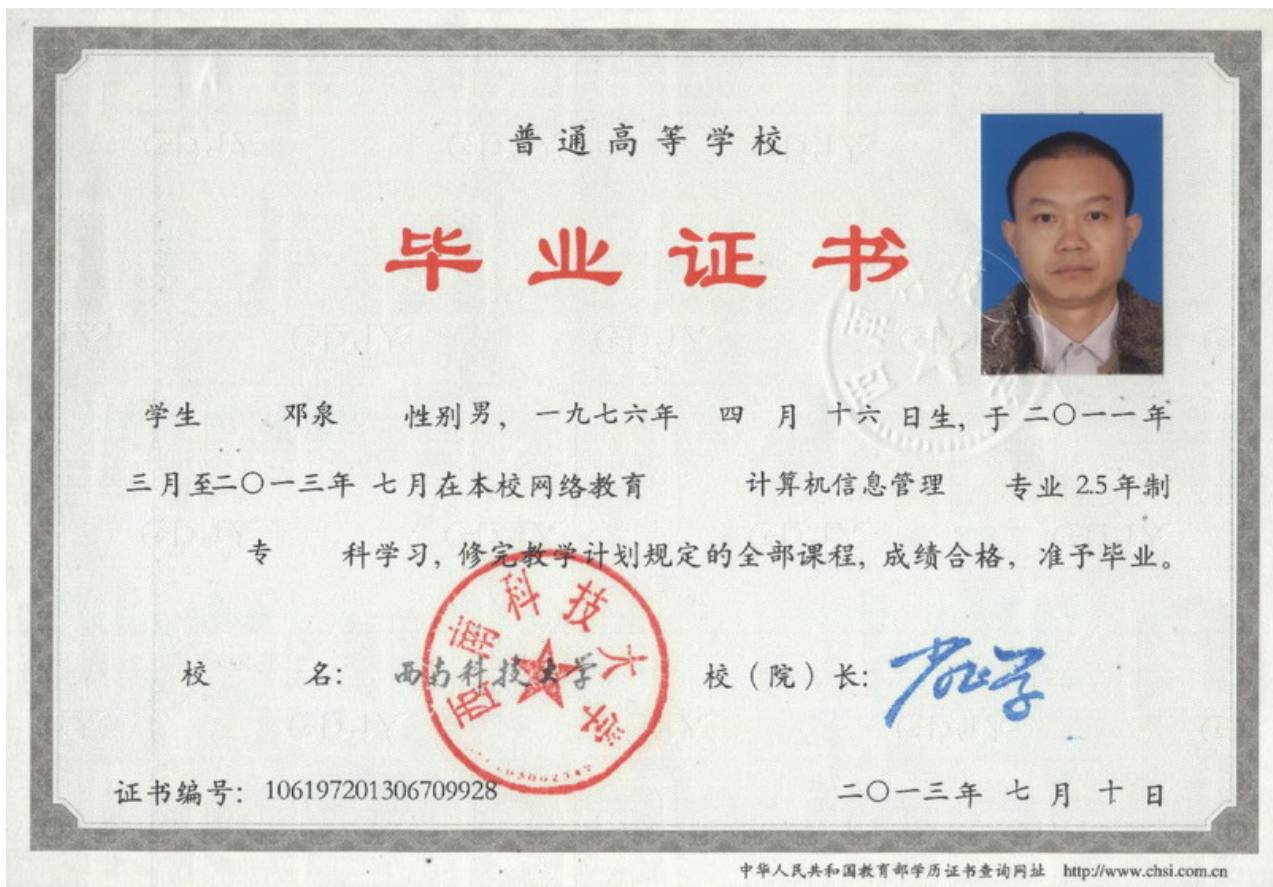 普通高等学校
毕业证书
学生 邓泉 性别男，一九七六年 四 月 十六 日生，于二〇一一年
三月至二〇一三年 七月在本校网络教育 计算机信息管理 专业 2.5 年制
专 科学习，修完教学计划规定的全部课程，成绩合格，准予毕业。
西南科技大学
校 名： 西南科技大学 校（院）长：
证书编号：106197201306709928 二〇一三年 七 月 十 日
中华人民共和国教育部学历证书查询网址 http://www.chsi.com.cn